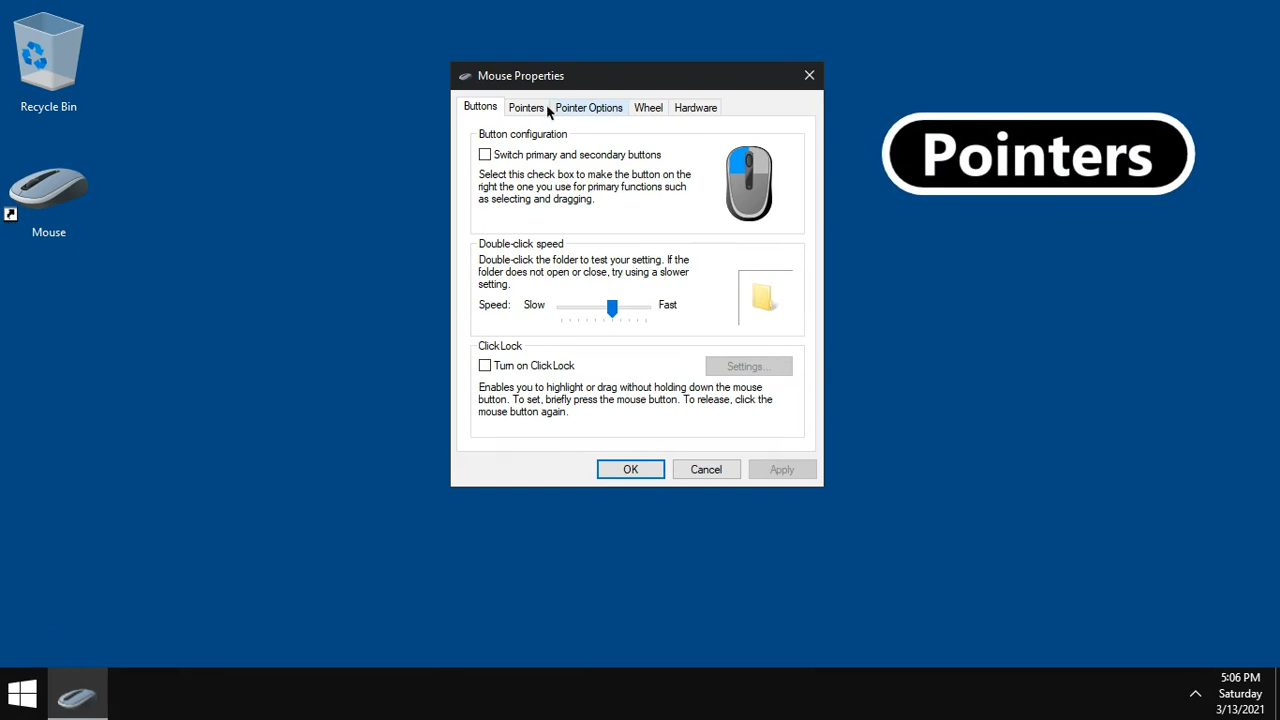 Recycle Bin
Mouse
Mouse Properties
Buttons
Pointers
Pointer Options
Wheel
Hardware
Button configuration
Switch primary and secondary buttons
Select this check box to make the button on
the right the one you use for primary functions such
as selecting and dragging.
Double-click speed
Double-click the folder to test your setting. If the
folder does not open or close, try using a slower
setting.
Speed:
Slow
Fast
ClickLock
Turn on ClickLock
Settings...
Enables you to highlight or drag without holding down the mouse
button. To set, briefly press the mouse button. To release, click the
mouse button again.
OK
Cancel
Apply
Pointers
5:06 PM
Saturday
3/13/2021